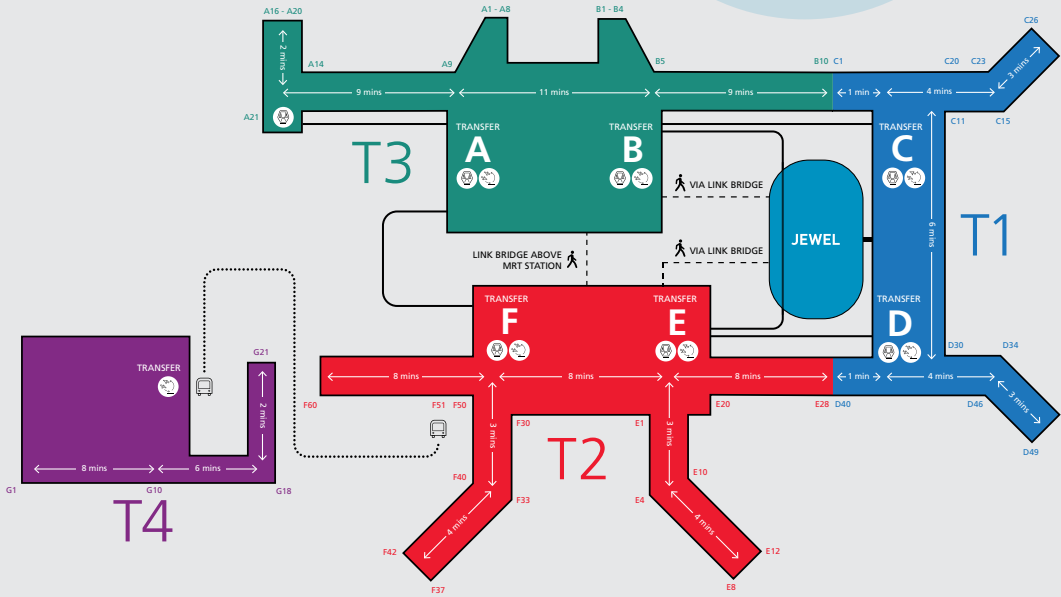 A16 - A20
A1 - A8
B1 - B4
C26
2 mins
A14
A9
B5
B10
C1
C20
C23
3 mins
9 mins
11 mins
9 mins
1 min
4 mins
A21
C11
C15
TRANSFER
A
TRANSFER
B
TRANSFER
C
T3
VIA LINK BRIDGE
6 mins
T1
JEWEL
VIA LINK BRIDGE
LINK BRIDGE ABOVE
MRT STATION
TRANSFER
F
TRANSFER
E
TRANSFER
D
G21
D30
D34
TRANSFER
8 mins
8 mins
8 mins
1 min
4 mins
3 mins
2 mins
F60
F51
F50
F30
E1
E20
E28
D40
D46
D49
3 mins
T2
3 mins
8 mins
6 mins
F40
E10
G1
G10
G18
F33
E4
T4
4 mins
4 mins
F42
E12
F37
E8